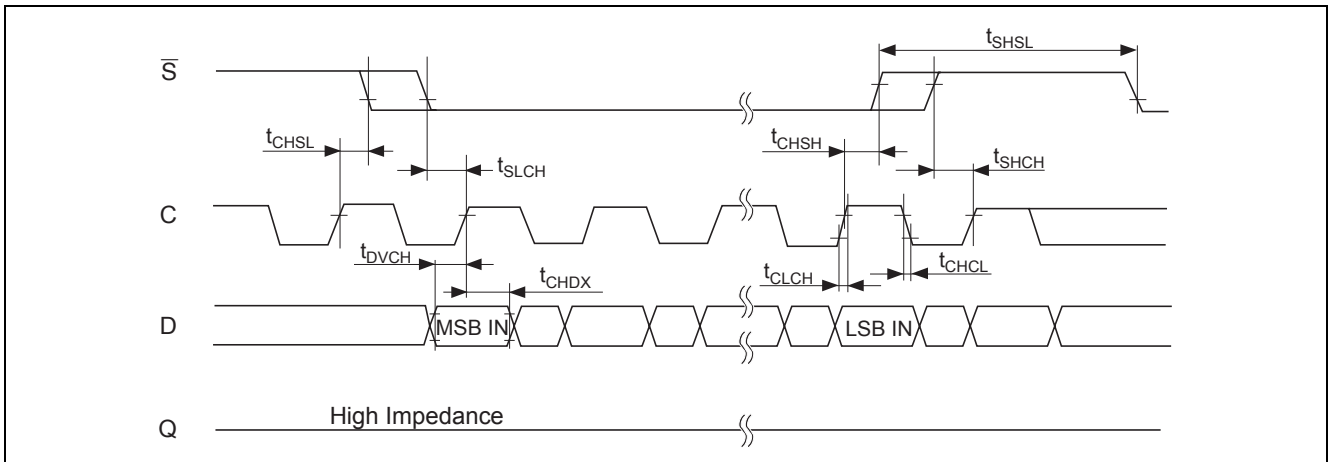 tSHSL
S̅
tCHSL
tSLCH
tCHSH
tSHCH
C
tDVCH
tCHDX
tCLCH
tCHCL
D
MSB IN
LSB IN
High Impedance
Q